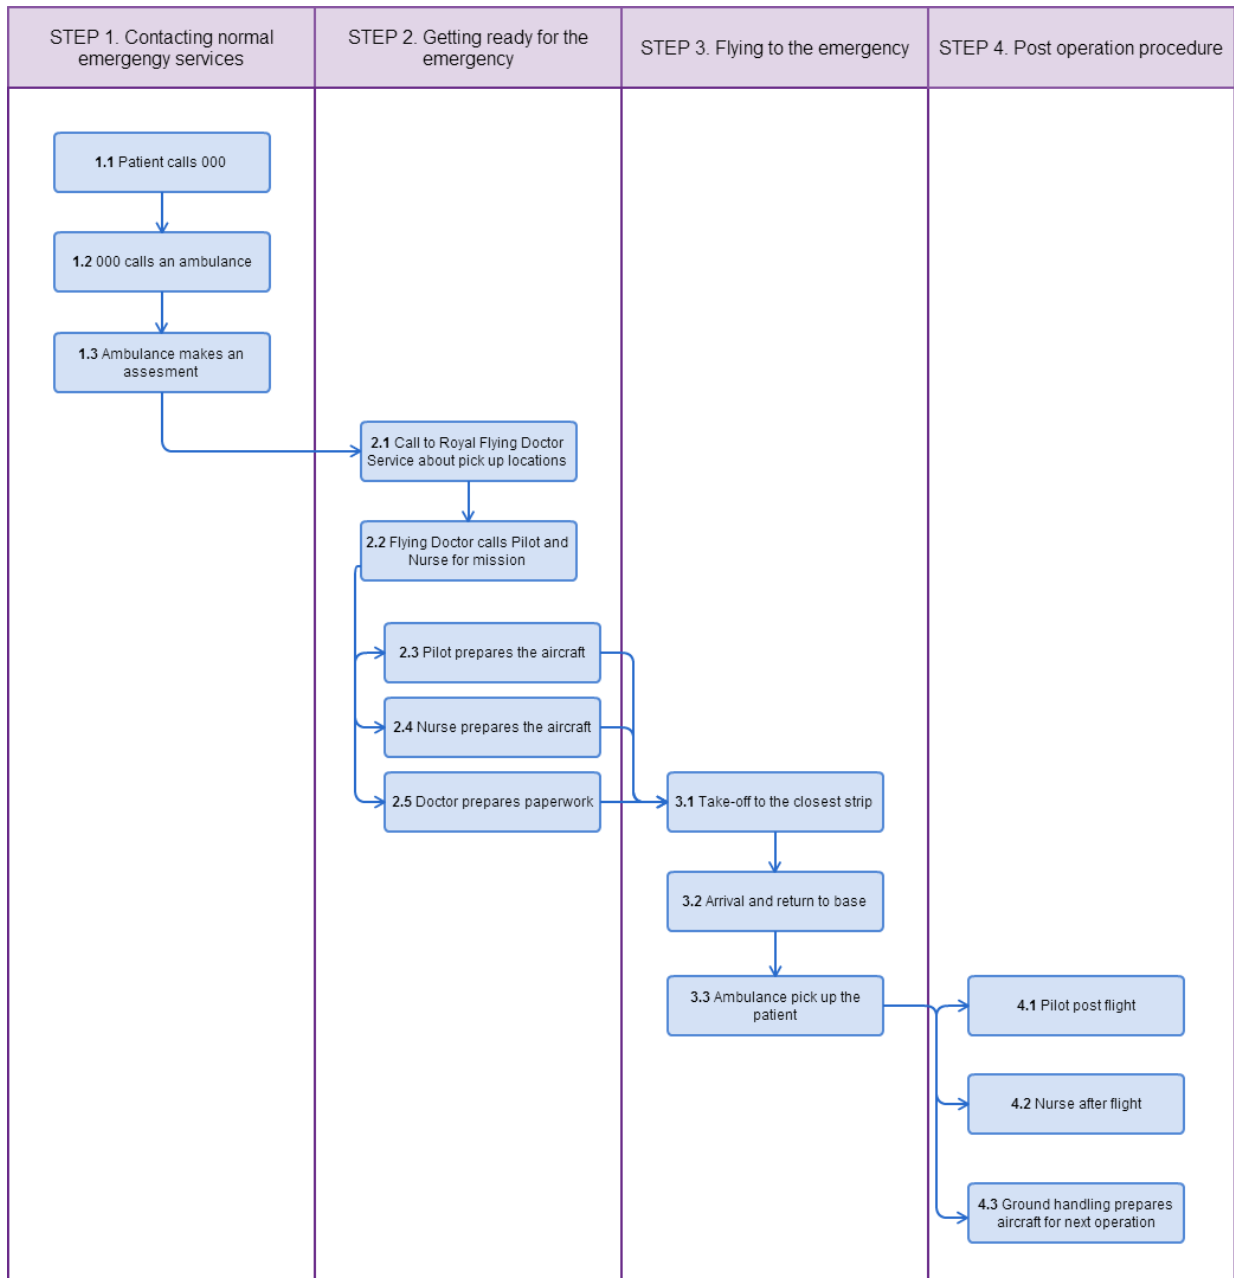 STEP 1. Contacting normal
emergengy services
STEP 2. Getting ready for the
emergency
STEP 3. Flying to the emergency
STEP 4. Post operation procedure
1.1 Patient calls 000
1.2 000 calls an ambulance
1.3 Ambulance makes an
assesment
2.1 Call to Royal Flying Doctor
Service about pick up locations
2.2 Flying Doctor calls Pilot and
Nurse for mission
2.3 Pilot prepares the aircraft
2.4 Nurse prepares the aircraft
2.5 Doctor prepares paperwork
3.1 Take-off to the closest strip
3.2 Arrival and return to base
3.3 Ambulance pick up the
patient
4.1 Pilot post flight
4.2 Nurse after flight
4.3 Ground handling prepares
aircraft for next operation